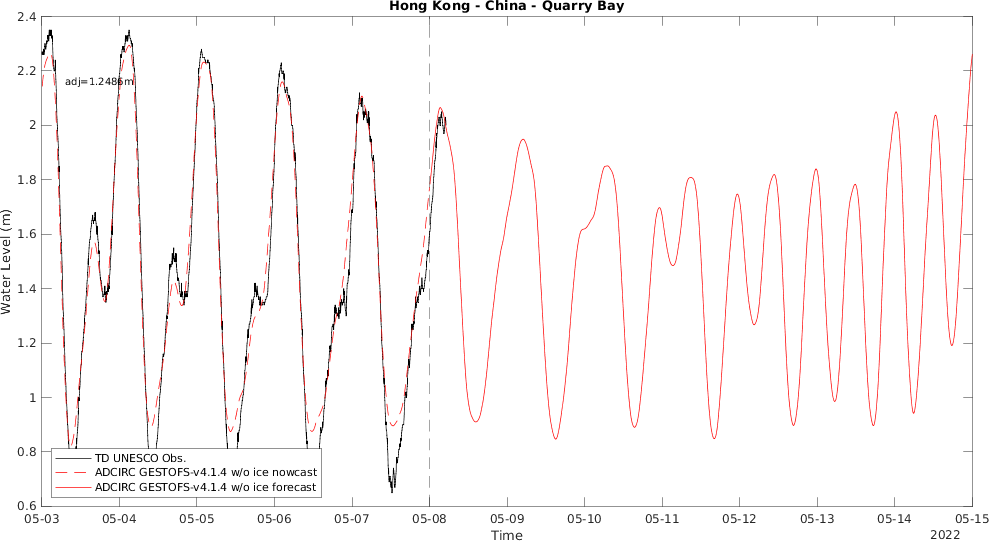 Hong Kong - China - Quarry Bay
2.4
2.2
2
1.8
1.6
1.4
1.2
1
0.8
0.6
Water Level (m)
adj=1.2486m
TD UNESCO Obs.
ADCIRC GESTOFS-v4.1.4 w/o ice nowcast
ADCIRC GESTOFS-v4.1.4 w/o ice forecast
05-03 05-04 05-05 05-06 05-07 05-08 05-09 05-10 05-11 05-12 05-13 05-14 05-15
Time
2022